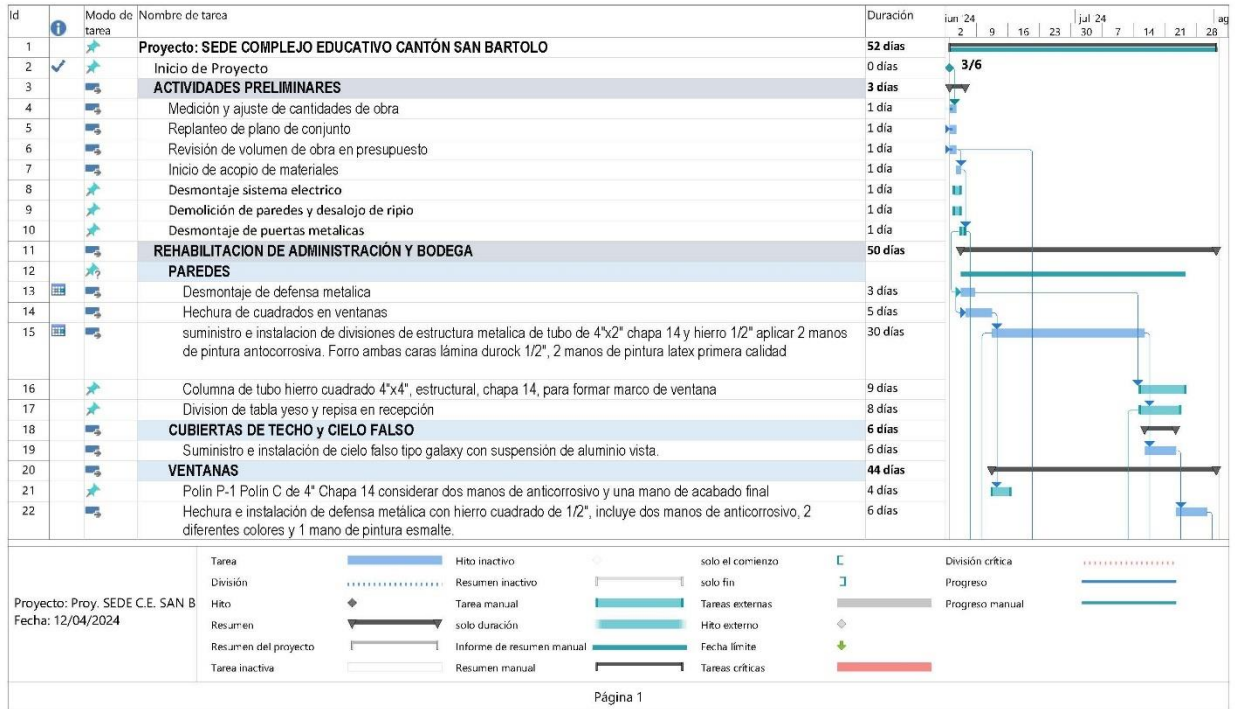 Id
Modo de tarea
Nombre de tarea
Duración
jun '24
jul '24
ag
2 9 16 23 30 7 14 21 28
1 Proyecto: SEDE COMPLEJO EDUCATIVO CANTÓN SAN BARTOLO 52 días
2 Inicio de Proyecto 0 días 3/6
3 ACTIVIDADES PRELIMINARES 3 días
4 Medición y ajuste de cantidades de obra 1 día
5 Replanteo de plano de conjunto 1 día
6 Revisión de volumen de obra en presupuesto 1 día
7 Inicio de acopio de materiales 1 día
8 Desmontaje sistema electrico 1 día
9 Demolición de paredes y desalojo de ripio 1 día
10 Desmontaje de puertas metalicas 1 día
11 REHABILITACION DE ADMINISTRACIÓN Y BODEGA 50 días
12 PAREDES
13 Desmontaje de defensa metalica 3 días
14 Hechura de cuadrados en ventanas 5 días
15 suministro e instalacion de divisiones de estructura metalica de tubo de 4"x2" chapa 14 y hierro 1/2" aplicar 2 manos 30 días
de pintura antocorrosiva. Forro ambas caras lámina durock 1/2", 2 manos de pintura latex primera calidad
16 Columna de tubo hierro cuadrado 4"x4", estructural, chapa 14, para formar marco de ventana 9 días
17 Division de tabla yeso y repisa en recepción 8 días
18 CUBIERTAS DE TECHO y CIELO FALSO 6 días
19 Suministro e instalación de cielo falso tipo galaxy con suspensión de aluminio vista. 6 días
20 VENTANAS 44 días
21 Polin P-1 Polin C de 4" Chapa 14 considerar dos manos de anticorrosivo y una mano de acabado final 4 días
22 Hechura e instalación de defensa metálica con hierro cuadrado de 1/2", incluye dos manos de anticorrosivo, 2 6 días
diferentes colores y 1 mano de pintura esmalte.
Proyecto: Proy. SEDE C.E. SAN B
Fecha: 12/04/2024
Tarea
División
Hito
Resumen
Resumen del proyecto
Tarea inactiva
Hito inactivo
Resumen inactivo
Tarea manual
solo duración
Informe de resumen manual
Resumen manual
solo el comienzo
solo fin
Tareas externas
Hito externo
Fecha límite
Tareas críticas
División crítica
Progreso
Progreso manual
Página 1